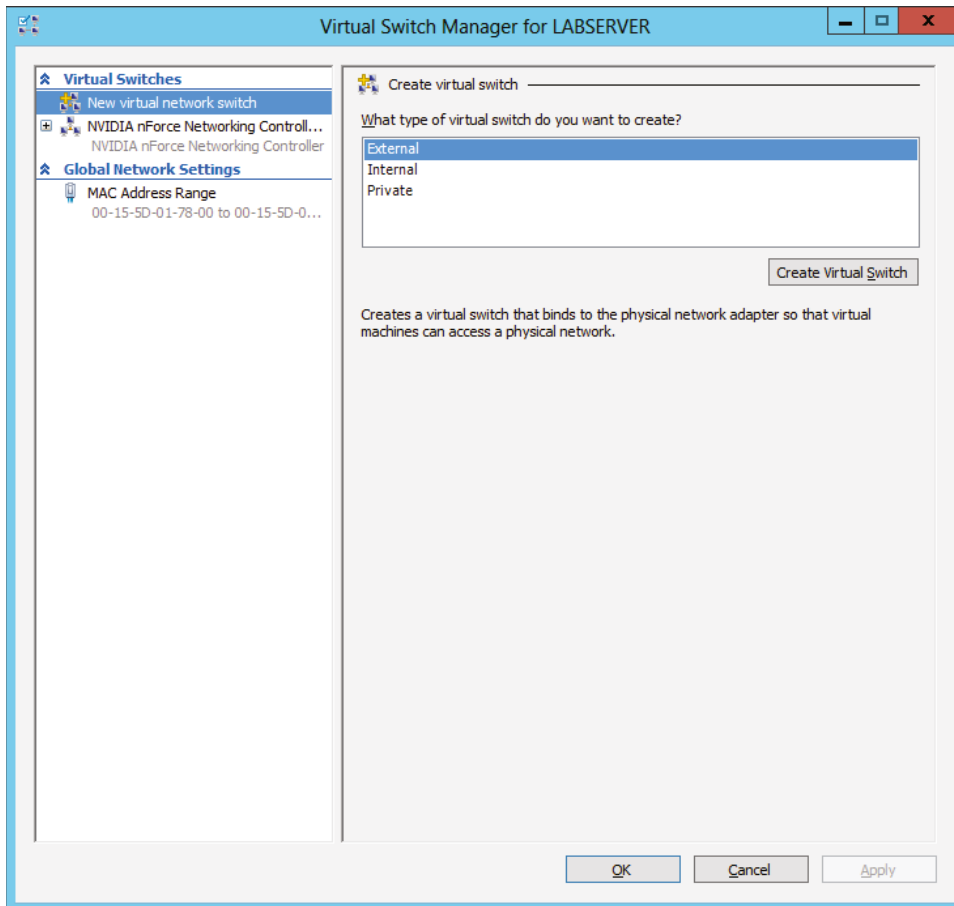 Virtual Switch Manager for LABSERVER
Virtual Switches
New virtual network switch
NVIDIA nForce Networking Controll...
NVIDIA nForce Networking Controller
Global Network Settings
MAC Address Range
00-15-5D-01-78-00 to 00-15-5D-0...
Create virtual switch
What type of virtual switch do you want to create?
External
Internal
Private
Create Virtual Switch
Creates a virtual switch that binds to the physical network adapter so that virtual
machines can access a physical network.
OK
Cancel
Apply